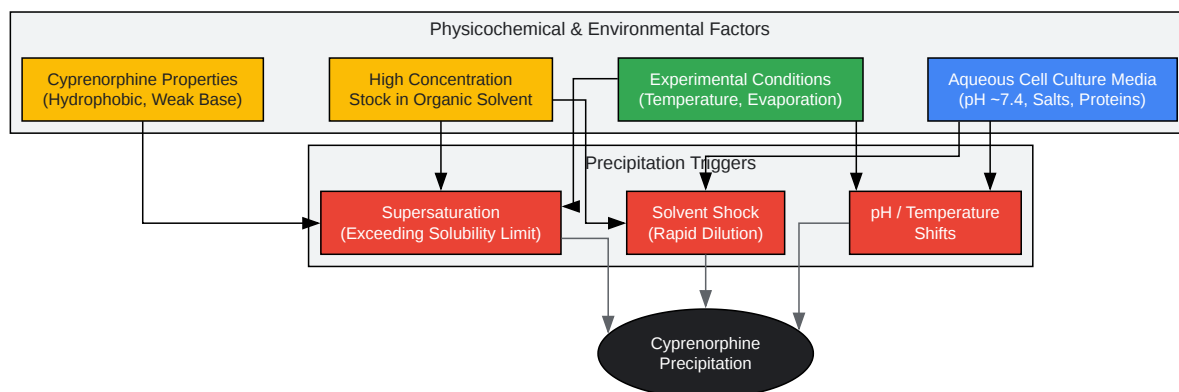 Physicochemical & Environmental Factors
Cyprenorphine Properties
(Hydrophobic, Weak Base)
High Concentration
Stock in Organic Solvent
Experimental Conditions
(Temperature, Evaporation)
Aqueous Cell Culture Media
(pH ~7.4, Salts, Proteins)
Precipitation Triggers
Supersaturation
(Exceeding Solubility Limit)
Solvent Shock
(Rapid Dilution)
pH / Temperature
Shifts
Cyprenorphine
Precipitation